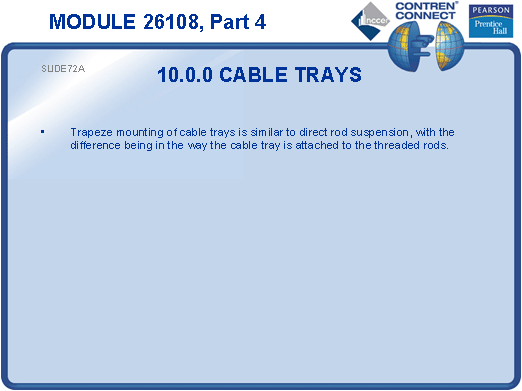 MODULE 26108, Part 4
nccer
CONTREN®
CONNECT
PEARSON
Prentice
Hall
SLIDE72A
10.0.0 CABLE TRAYS
• Trapeze mounting of cable trays is similar to direct rod suspension, with the
difference being in the way the cable tray is attached to the threaded rods.